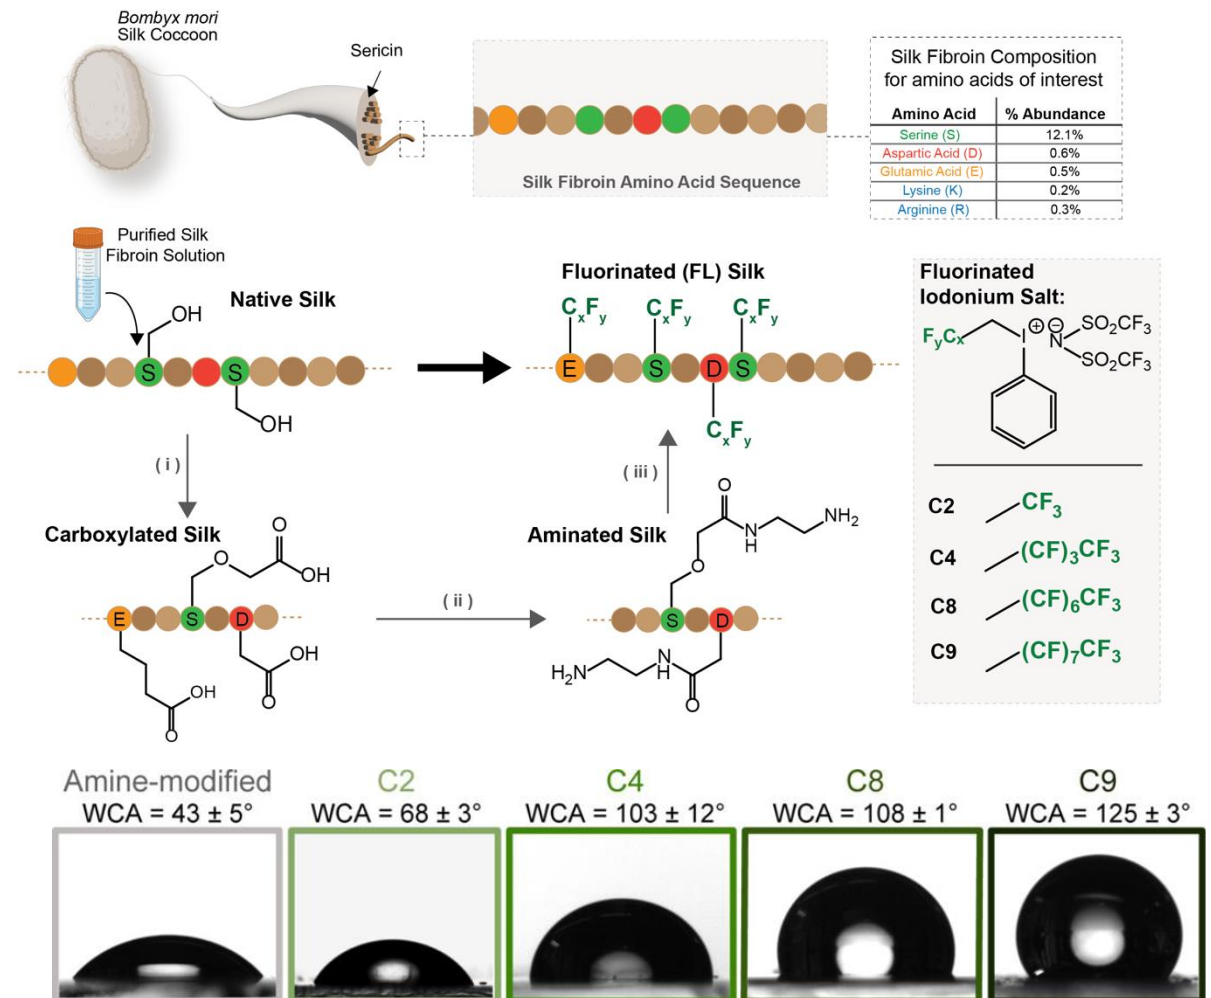 Bombyx mori
Silk Coccoon
Sericin
Silk Fibroin Amino Acid Sequence
Silk Fibroin Composition
for amino acids of interest
Amino Acid % Abundance
Serine (S) 12.1%
Aspartic Acid (D) 0.6%
Glutamic Acid (E) 0.5%
Lysine (K) 0.2%
Arginine (R) 0.3%
Purified Silk
Fibroin Solution
Native Silk
OH
S S
OH
Fluorinated (FL) Silk
CxFy CxFy CxFy
E S D S
CxFy
Fluorinated
Iodonium Salt:
FyCx I⊕ ⊖N SO₂CF₃
SO₂CF₃
( i )
( iii )
Carboxylated Silk
O
O
OH
E S D
OH
O
OH
O
( ii )
Aminated Silk
O
NH₂
N
H
O
S D
H₂N
N
H
O
C2 CF₃
C4 (CF)₃CF₃
C8 (CF)₆CF₃
C9 (CF)₇CF₃
Amine-modified
WCA = 43 ± 5°
C2
WCA = 68 ± 3°
C4
WCA = 103 ± 12°
C8
WCA = 108 ± 1°
C9
WCA = 125 ± 3°